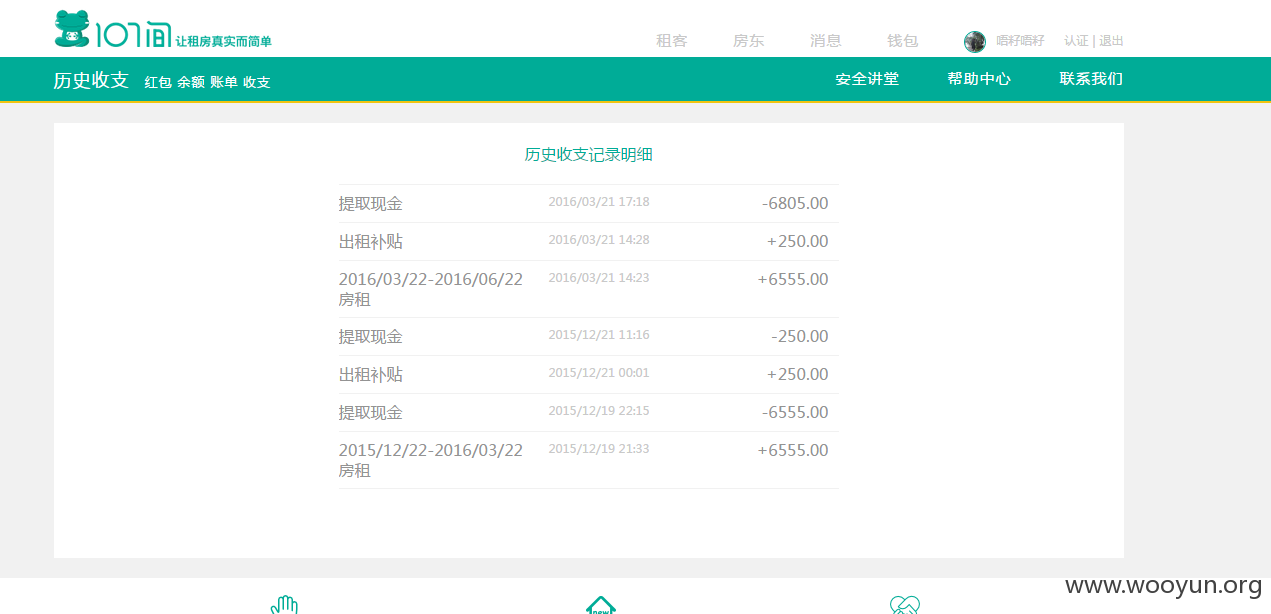 101间 让租房真实而简单
租客 房东 消息 钱包 唔籽唔籽 认证 | 退出
历史收支 红包 余额 账单 收支 安全讲堂 帮助中心 联系我们
历史收支记录明细
提取现金 2016/03/21 17:18 -6805.00
出租补贴 2016/03/21 14:28 +250.00
2016/03/22-2016/06/22 2016/03/21 14:23 +6555.00
房租
提取现金 2015/12/21 11:16 -250.00
出租补贴 2015/12/21 00:01 +250.00
提取现金 2015/12/19 22:15 -6555.00
2015/12/22-2016/03/22 2015/12/19 21:33 +6555.00
房租
new
www.wooyun.org